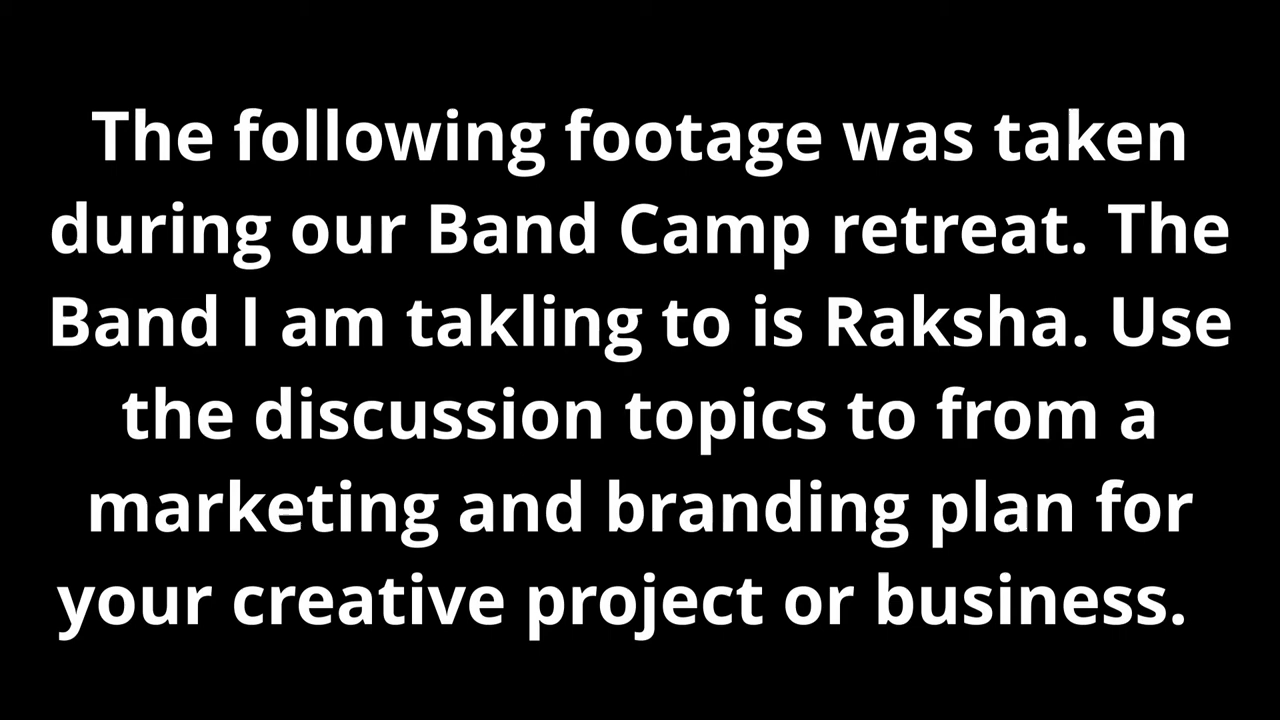 The following footage was taken
during our Band Camp retreat. The
Band I am takling to is Raksha. Use
the discussion topics to from a
marketing and branding plan for
your creative project or business.